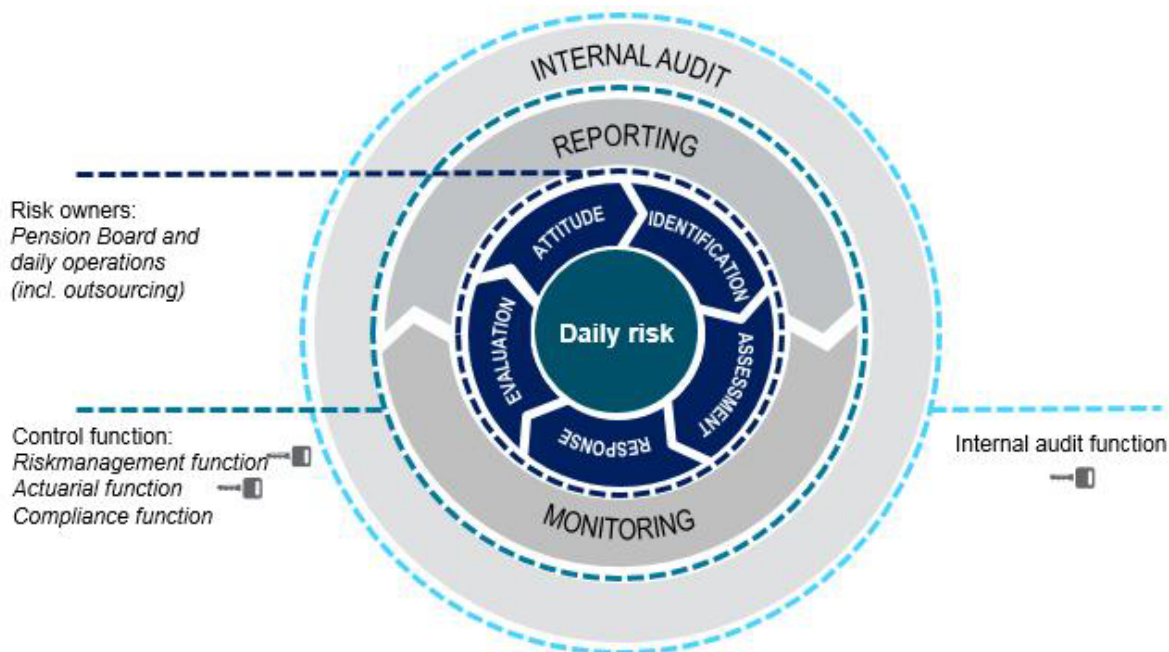 INTERNAL AUDIT
REPORTING
Risk owners:
Pension Board and
daily operations
(incl. outsourcing)
ATTITUDE
IDENTIFICATION
Daily risk
EVALUATION
ASSESSMENT
RESPONSE
Control function:
Riskmanagement function
Actuarial function
Compliance function
MONITORING
Internal audit function